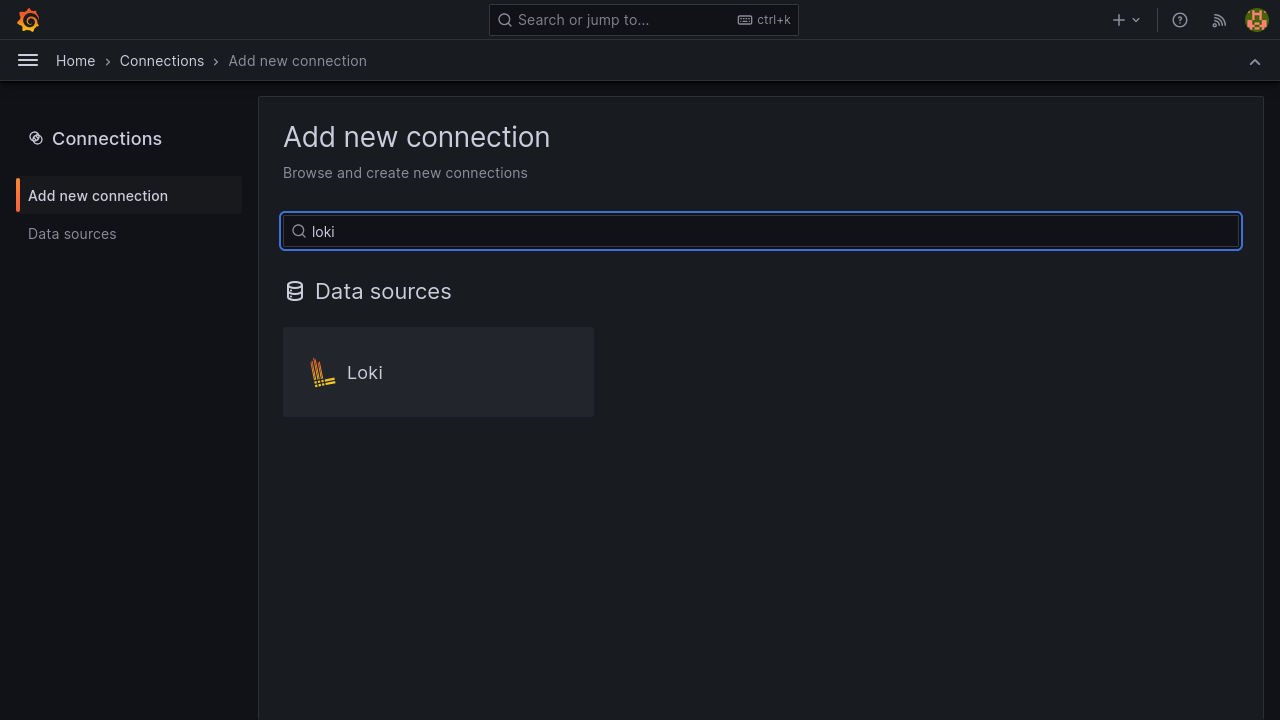 Search or jump to...
ctrl+k
Home
Connections
Add new connection
Connections
Add new connection
Data sources
Add new connection
Browse and create new connections
loki
Data sources
Loki